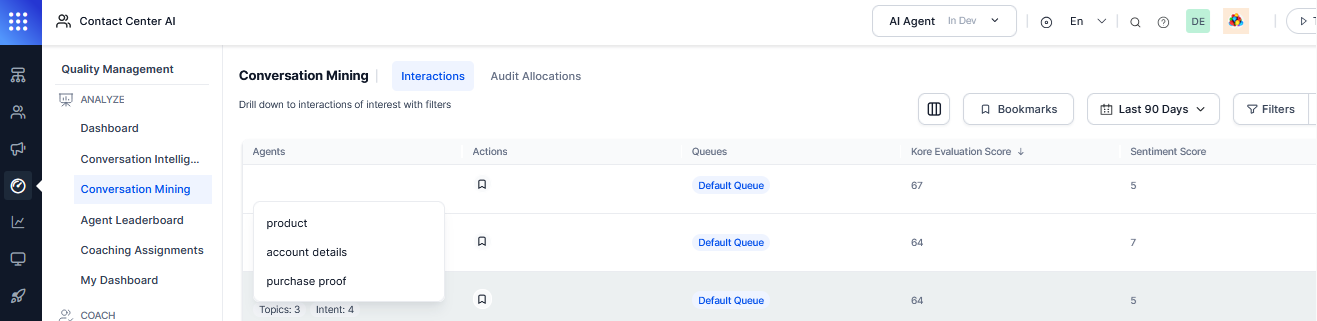 Contact Center AI
AI Agent In Dev
En
DE
Quality Management
ANALYZE
Dashboard
Conversation Intellig...
Conversation Mining
Agent Leaderboard
Coaching Assignments
My Dashboard
COACH
Conversation Mining
Interactions
Audit Allocations
Drill down to interactions of interest with filters
Bookmarks
Last 90 Days
Filters
Agents Actions Queues Kore Evaluation Score Sentiment Score
Default Queue 67 5
product
account details
purchase proof
Default Queue 64 7
Default Queue 64 5
Topics: 3 Intent: 4